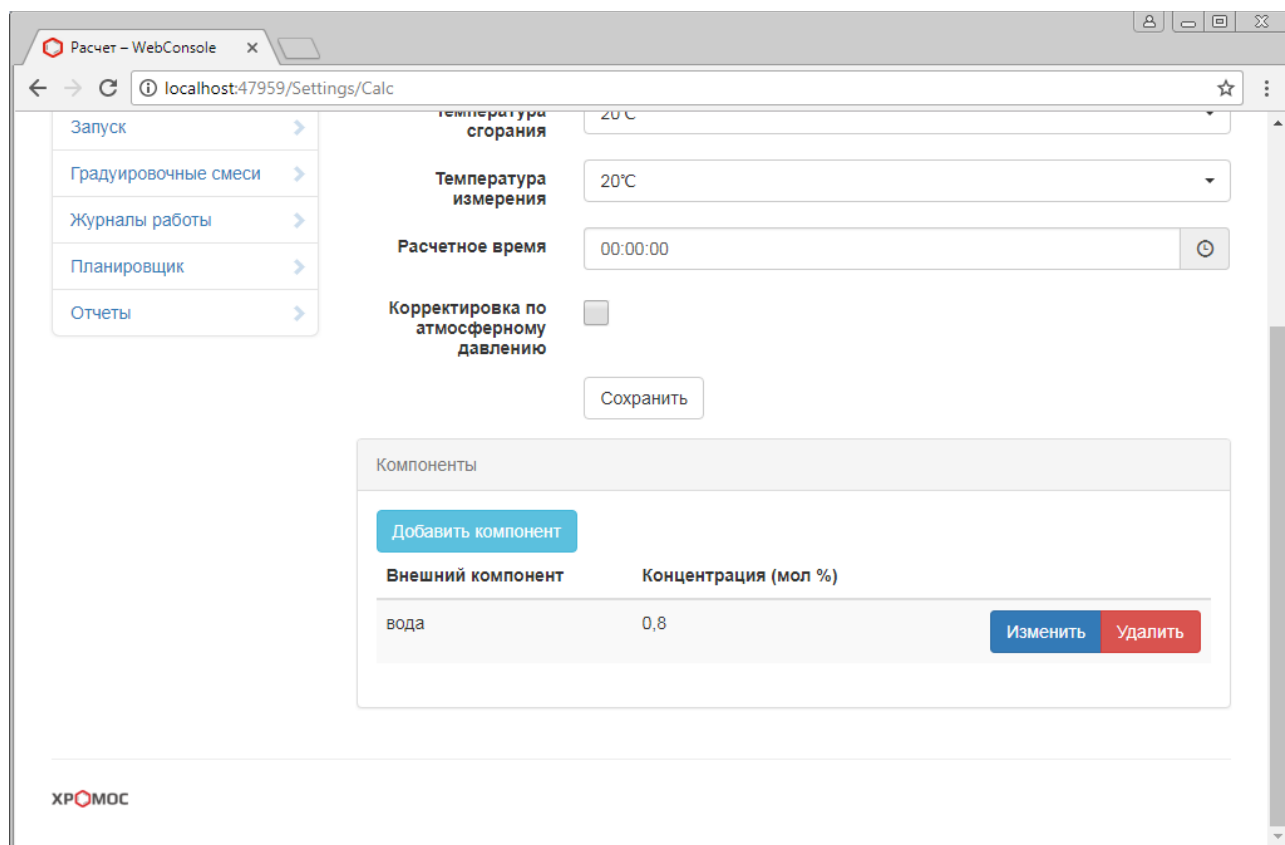 Расчет – WebConsole
localhost:47959/Settings/Calc
Запуск
Градуировочные смеси
Журналы работы
Планировщик
Отчеты
Температура
сгорания
20℃
Температура
измерения
20℃
Расчетное время
00:00:00
Корректировка по
атмосферному
давлению
Сохранить
Компоненты
Добавить компонент
Внешний компонент Концентрация (мол %)
вода 0,8 Изменить Удалить
ХРОМОС